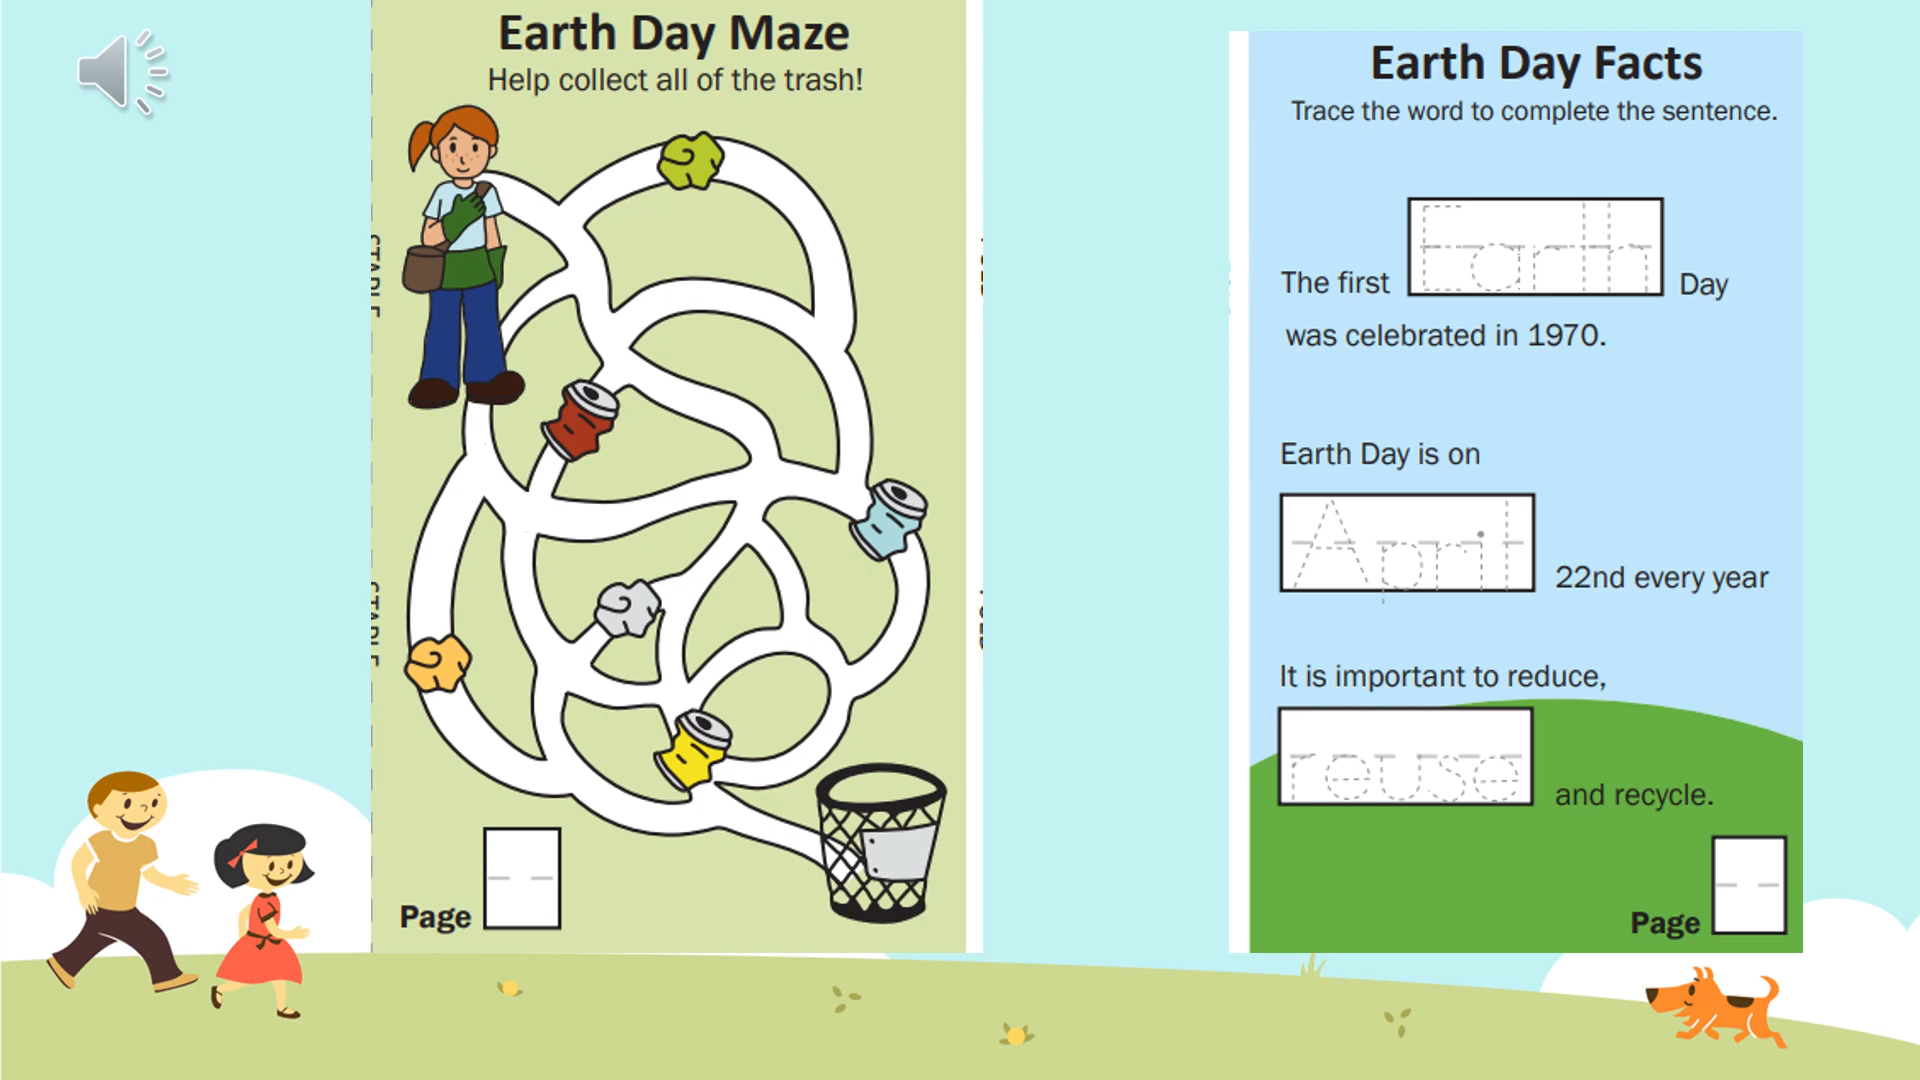 Earth Day Maze
Help collect all of the trash!
STAPLE
STAPLE
Page
Earth Day Facts
Trace the word to complete the sentence.
The first Earth Day
was celebrated in 1970.
Earth Day is on
April 22nd every year
It is important to reduce,
reuse and recycle.
Page